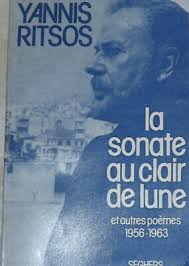 YANNIS
RITSOS
la
sonate
au clair
de lune
et autres poèmes
1956-1963
SEGHERS